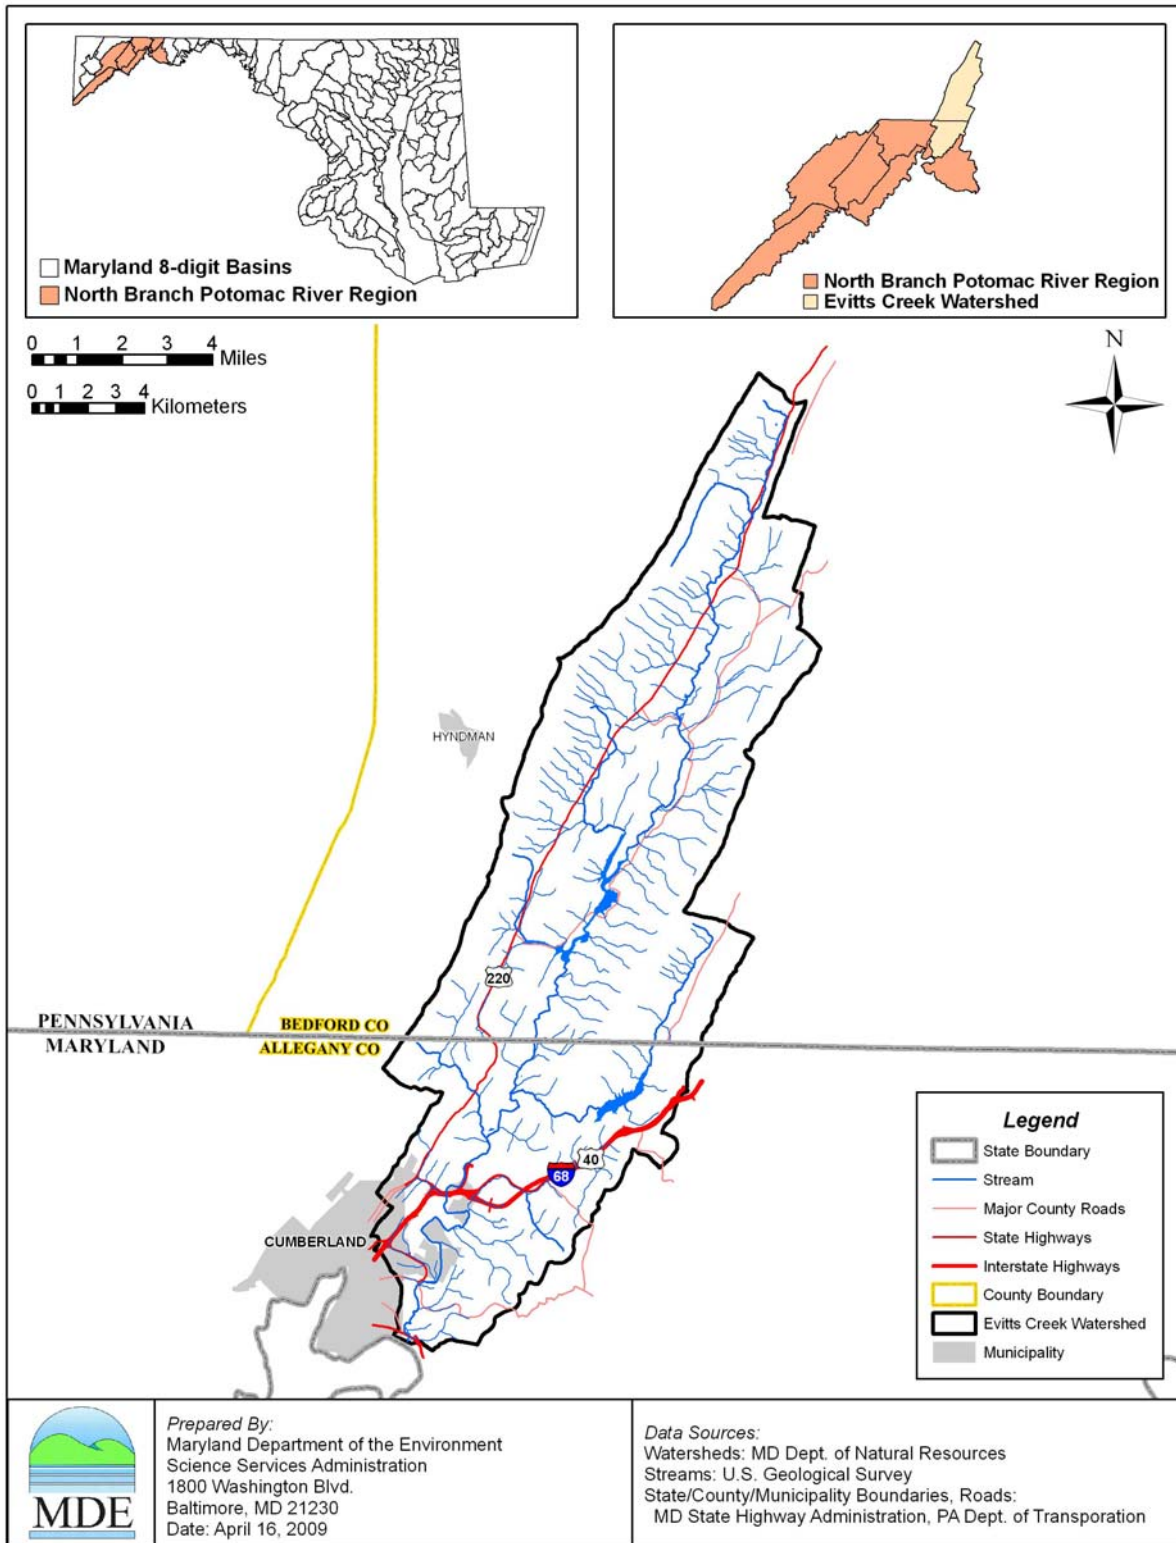 Maryland 8-digit Basins
North Branch Potomac River Region
North Branch Potomac River Region
Evitts Creek Watershed
0 1 2 3 4 Miles
0 1 2 3 4 Kilometers
N
HYNDMAN
220
PENNSYLVANIA
BEDFORD CO
MARYLAND
ALLEGANY CO
40
68
CUMBERLAND
Legend
State Boundary
Stream
Major County Roads
State Highways
Interstate Highways
County Boundary
Evitts Creek Watershed
Municipality
MDE
Prepared By:
Maryland Department of the Environment
Science Services Administration
1800 Washington Blvd.
Baltimore, MD 21230
Date: April 16, 2009
Data Sources:
Watersheds: MD Dept. of Natural Resources
Streams: U.S. Geological Survey
State/County/Municipality Boundaries, Roads:
MD State Highway Administration, PA Dept. of Transporation